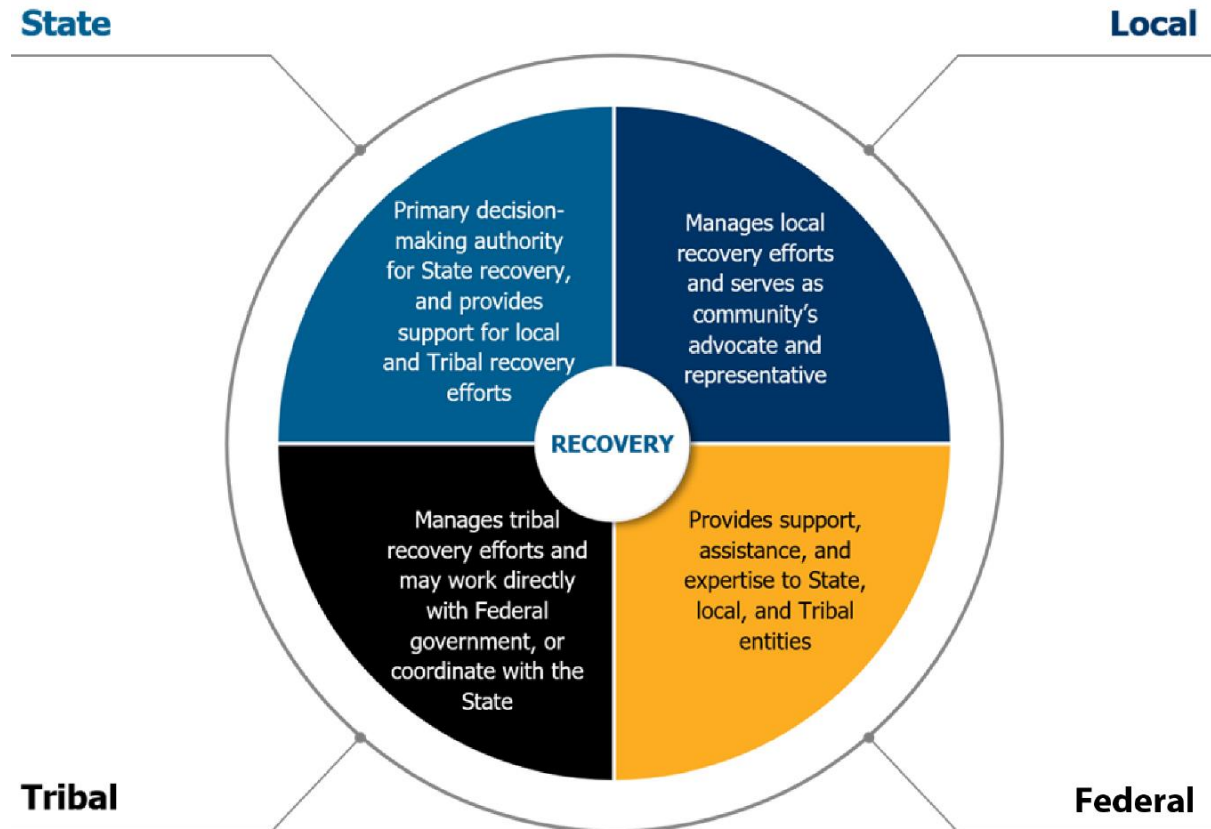 State
Local
Primary decision-
making authority
for State recovery,
and provides
support for local
and Tribal recovery
efforts
Manages local
recovery efforts
and serves as
community’s
advocate and
representative
RECOVERY
Manages tribal
recovery efforts and
may work directly
with Federal
government, or
coordinate with the
State
Provides support,
assistance, and
expertise to State,
local, and Tribal
entities
Tribal
Federal